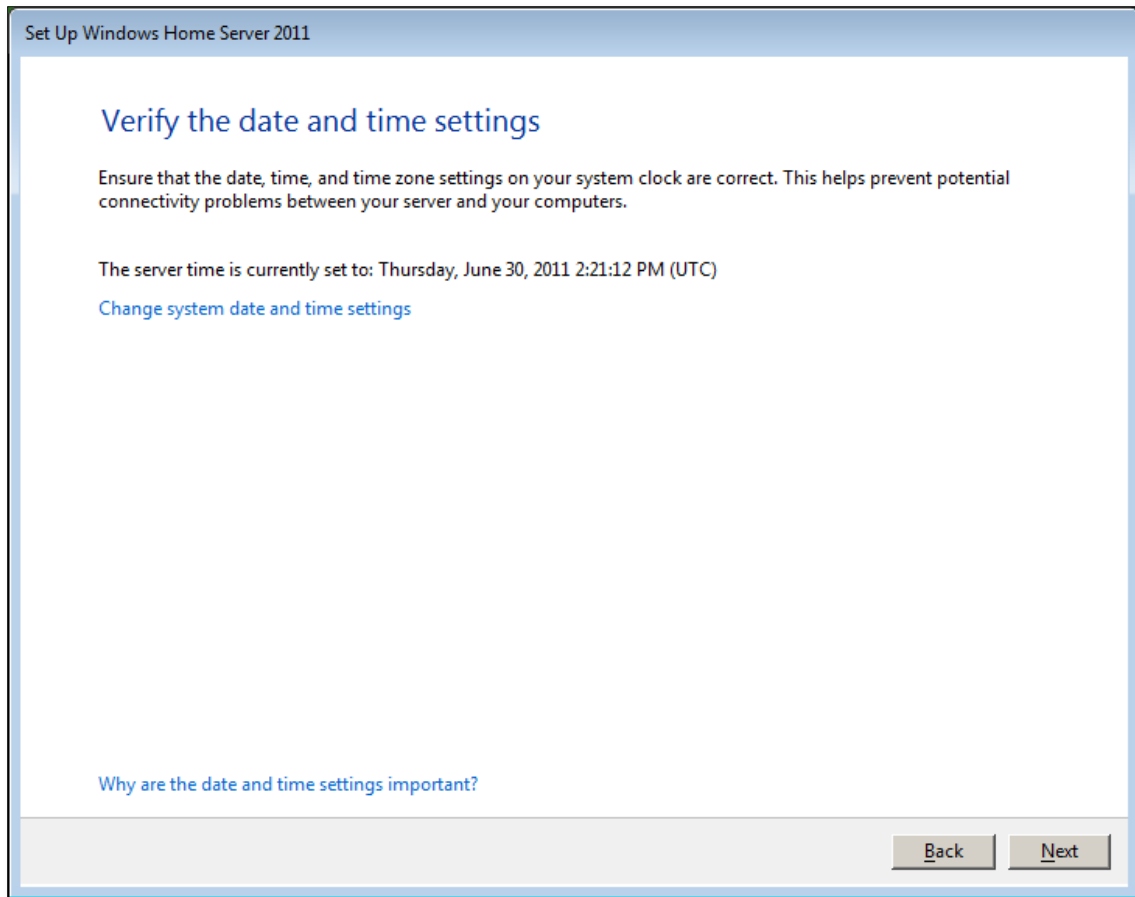 Set Up Windows Home Server 2011
Verify the date and time settings
Ensure that the date, time, and time zone settings on your system clock are correct. This helps prevent potential
connectivity problems between your server and your computers.
The server time is currently set to: Thursday, June 30, 2011 2:21:12 PM (UTC)
Change system date and time settings
Why are the date and time settings important?
Back
Next